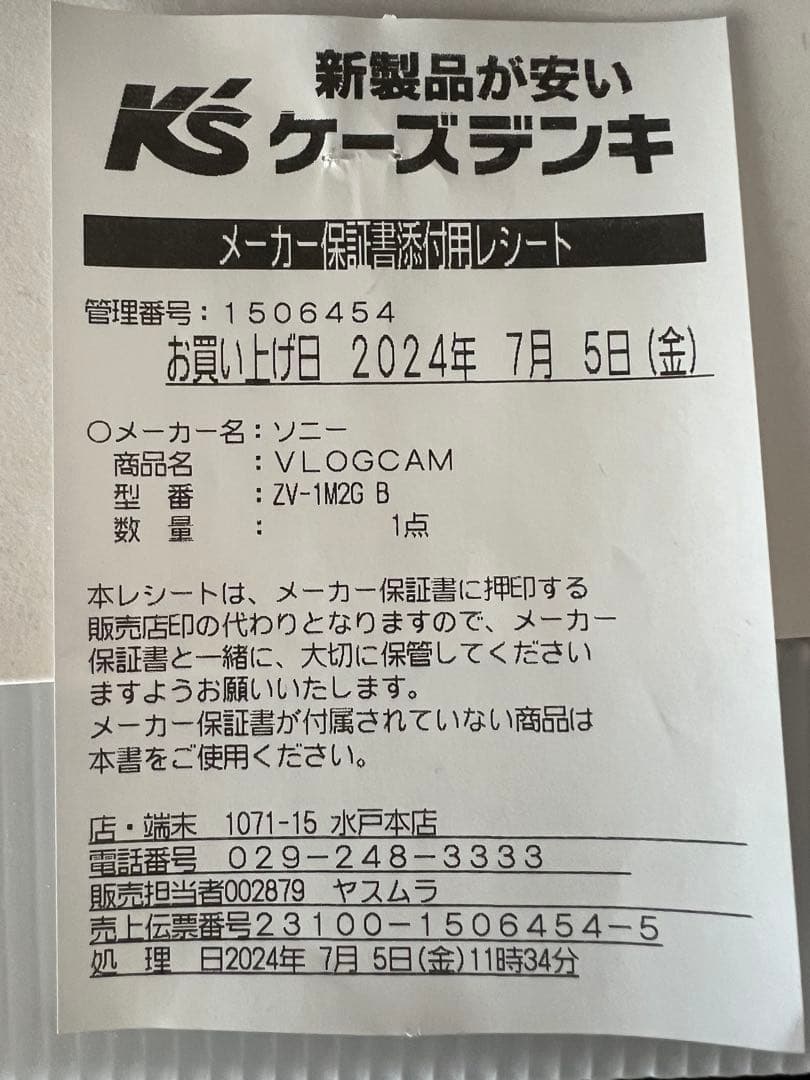 新製品が安い
K's ケーズデンキ
メーカー保証書添付用レシート
管理番号：1506454
お買い上げ日 2024年 7月 5日(金)
○メーカー名：ソニー
商品名 ：VLOGCAM
型 番 ：ZV-1M2G B
数 量 ： 1点
本レシートは、メーカー保証書に押印する
販売店印の代わりとなりますので、メーカー
保証書と一緒に、大切に保管してください
ますようお願いいたします。
メーカー保証書が付属されていない商品は
本書をご使用ください。
店・端末 1071-15 水戸本店
電話番号 029-248-3333
販売担当者002879 ヤスムラ
売上伝票番号23100-1506454-5
処 理 日2024年 7月 5日(金)11時34分